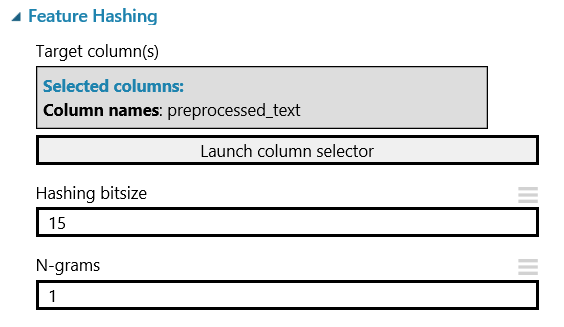 Feature Hashing
Target column(s)
Selected columns:
Column names: preprocessed_text
Launch column selector
Hashing bitsize
15
N-grams
1